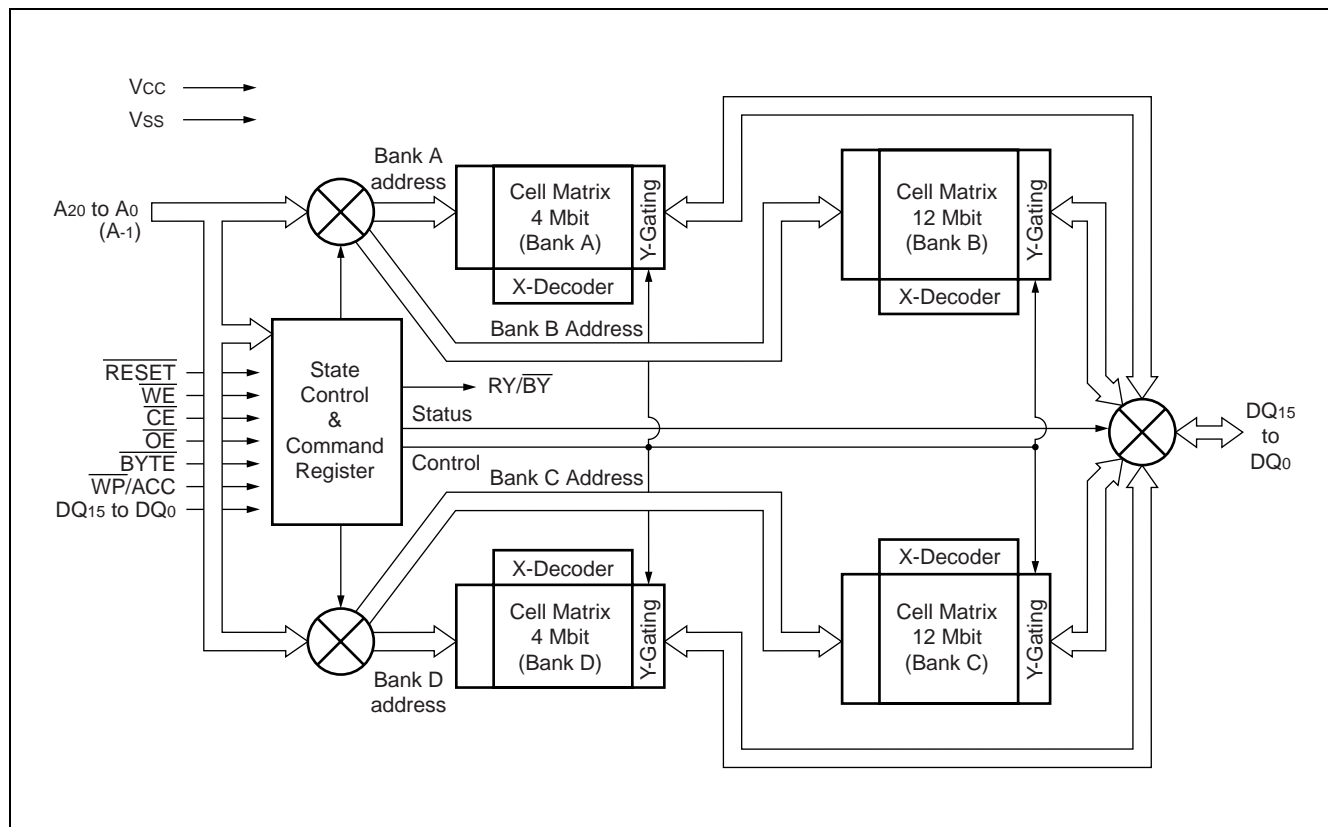 VCC
VSS
Bank A
address
A20 to A0
(A-1)
Cell Matrix
4 Mbit
(Bank A)
Y-Gating
X-Decoder
Cell Matrix
12 Mbit
(Bank B)
Y-Gating
X-Decoder
Bank B Address
RESET
WE
CE
OE
BYTE
WP/ACC
DQ15 to DQ0
State
Control
&
Command
Register
RY/BY
Status
Control
DQ15
to
DQ0
Bank C Address
X-Decoder
Cell Matrix
4 Mbit
(Bank D)
Y-Gating
Bank D
address
X-Decoder
Cell Matrix
12 Mbit
(Bank C)
Y-Gating